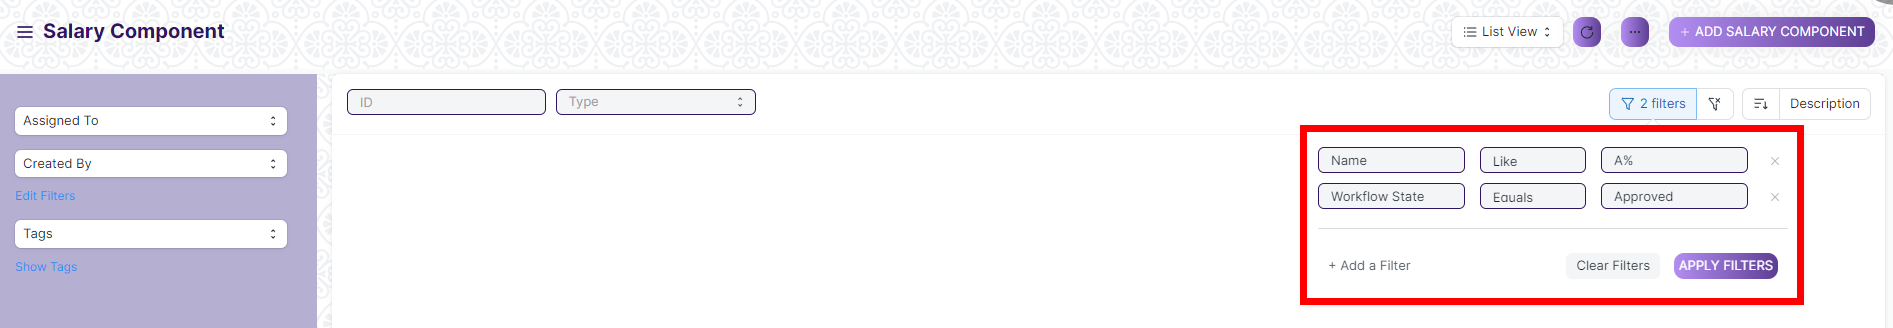 Salary Component
List View
...
+ ADD SALARY COMPONENT
Assigned To
Created By
Edit Filters
Tags
Show Tags
ID
Type
2 filters
Description
Name
Like
A%
Workflow State
Equals
Approved
+ Add a Filter
Clear Filters
APPLY FILTERS